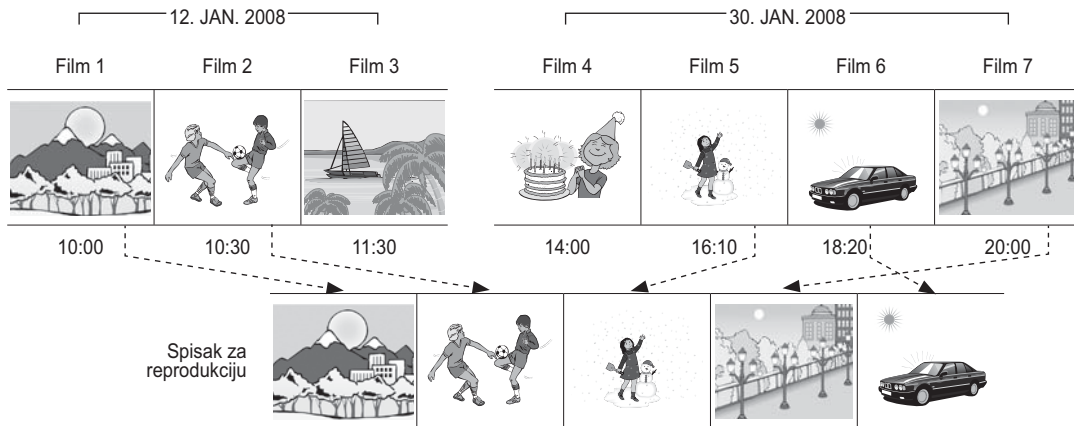 12. JAN. 2008 30. JAN. 2008
Film 1 Film 2 Film 3 Film 4 Film 5 Film 6 Film 7
10:00 10:30 11:30 14:00 16:10 18:20 20:00
Spisak za
reprodukciju